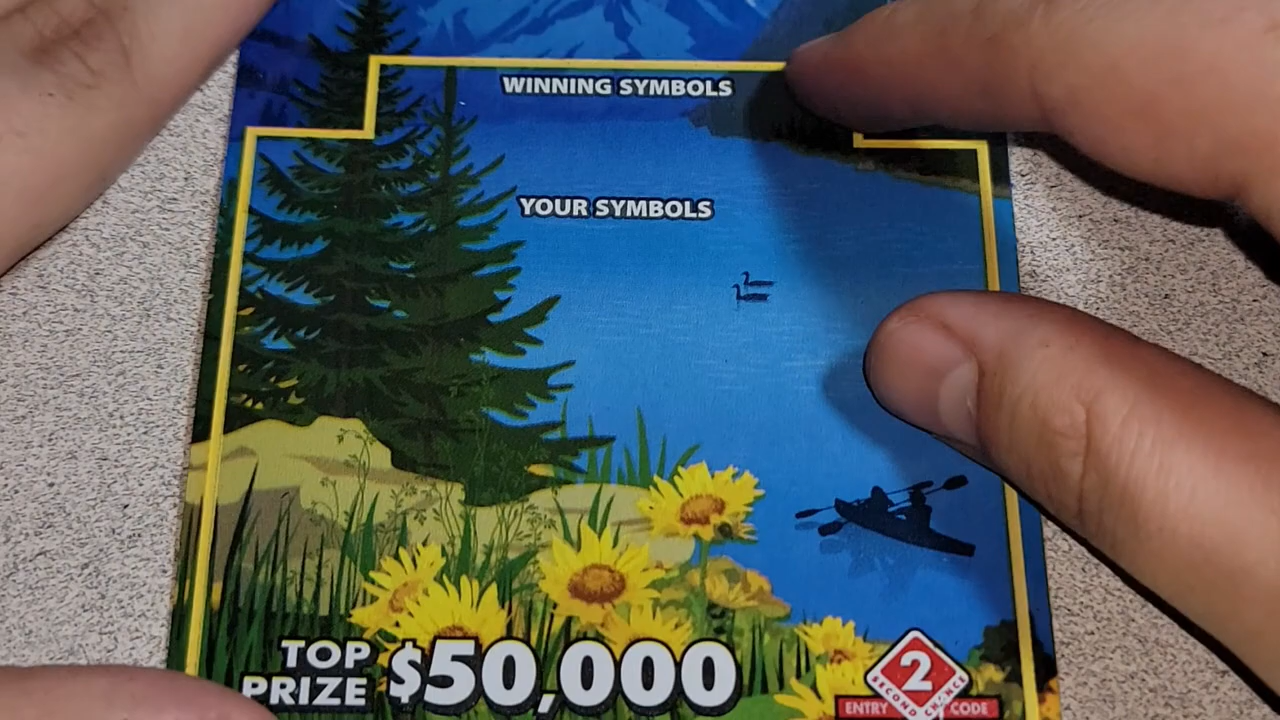 WINNING SYMBOLS
YOUR SYMBOLS
TOP
PRIZE $50,000
2
SECOND CHANCE
ENTRY CODE